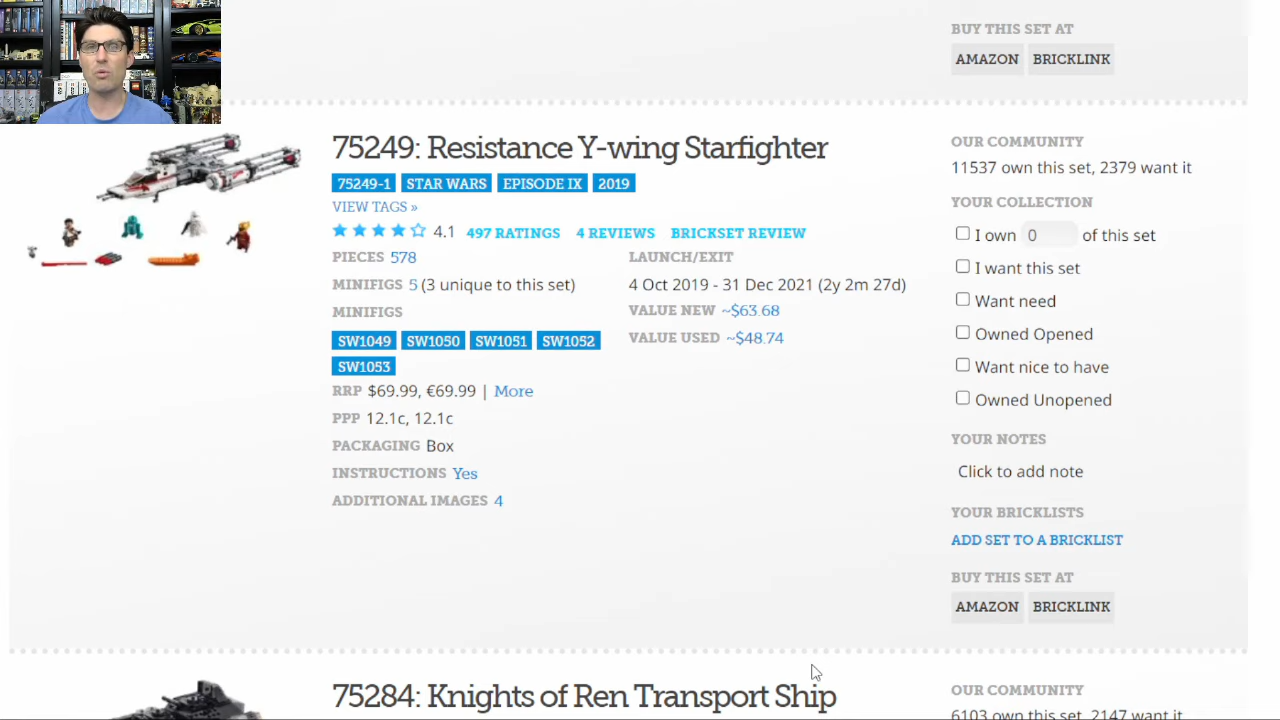 BUY THIS SET AT
AMAZON BRICKLINK
75249: Resistance Y-wing Starfighter
75249-1 STAR WARS EPISODE IX 2019
VIEW TAGS »
4.1 497 RATINGS 4 REVIEWS BRICKSET REVIEW
PIECES 578
MINIFIGS 5 (3 unique to this set)
MINIFIGS
SW1049 SW1050 SW1051 SW1052
SW1053
RRP $69.99, €69.99 | More
PPP 12.1c, 12.1c
PACKAGING Box
INSTRUCTIONS Yes
ADDITIONAL IMAGES 4
LAUNCH/EXIT
4 Oct 2019 - 31 Dec 2021 (2y 2m 27d)
VALUE NEW ~$63.68
VALUE USED ~$48.74
OUR COMMUNITY
11537 own this set, 2379 want it
YOUR COLLECTION
I own 0 of this set
I want this set
Want need
Owned Opened
Want nice to have
Owned Unopened
YOUR NOTES
Click to add note
YOUR BRICKLISTS
ADD SET TO A BRICKLIST
BUY THIS SET AT
AMAZON BRICKLINK
75284: Knights of Ren Transport Ship
OUR COMMUNITY
6103 own this set, 2147 want it